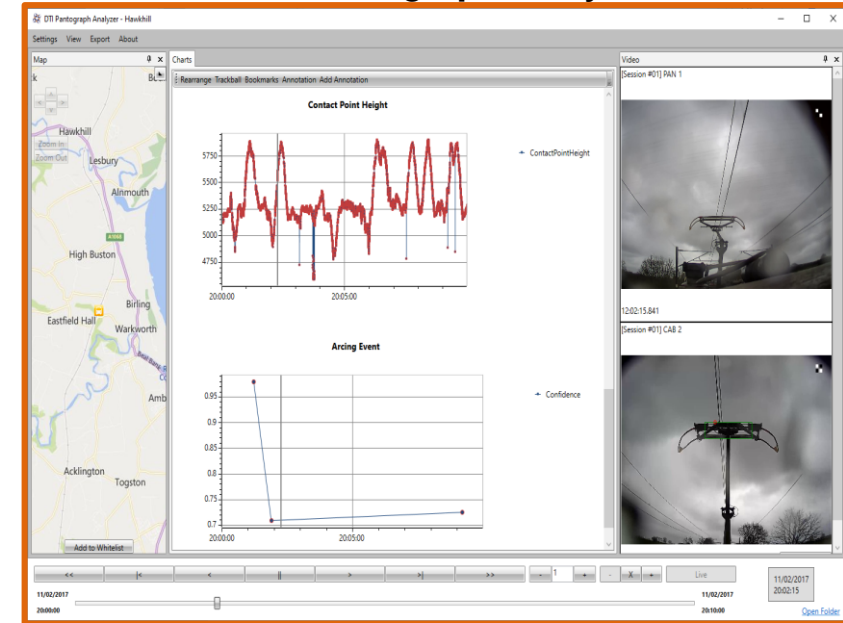 DTI Pantograph Analyzer - Hawkhill
Settings View Export About
Map
Hawkhill
Zoom In
Zoom Out
Lesbury
Alnmouth
High Buston
Birling
Eastfield Hall
Warkworth
Amb
Acklington
Togston
Add to Whitelist
Charts
Rearrange Trackball Bookmarks Annotation Add Annotation
Contact Point Height
5750
5500
5250
5000
4750
20:00:00 20:05:00
ContactPointHeight
Arcing Event
0.95
0.9
0.85
0.8
0.75
0.7
20:00:00 20:05:00
Confidence
Video
[Session #01] PAN 1
12:02:15.841
[Session #01] CAB 2
<< |< < || > >| >> - 1 + - X + Live
11/02/2017
20:00:00
11/02/2017
20:10:00
11/02/2017
20:02:15
Open Folder